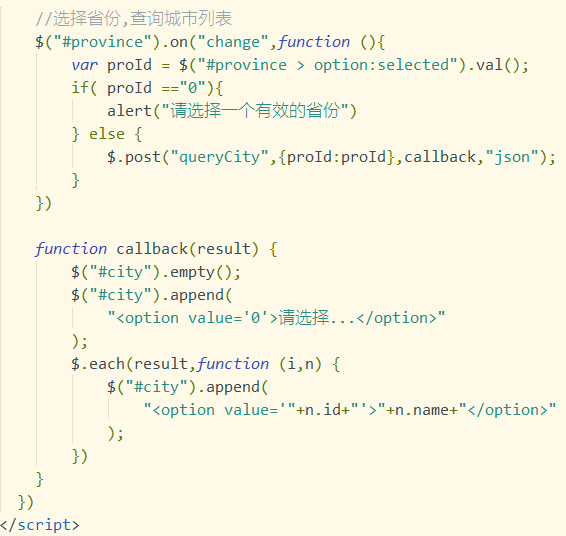 //选择省份,查询城市列表
$("#province").on("change",function (){
var proId = $("#province > option:selected").val();
if( proId =="0"){
alert("请选择一个有效的省份")
} else {
$.post("queryCity",{proId:proId},callback,"json");
}
})
function callback(result) {
$("#city").empty();
$("#city").append(
"<option value='0'>请选择...</option>"
);
$.each(result,function (i,n) {
$("#city").append(
"<option value='"+n.id+"'>"+n.name+"</option>"
);
})
}
})
</script>